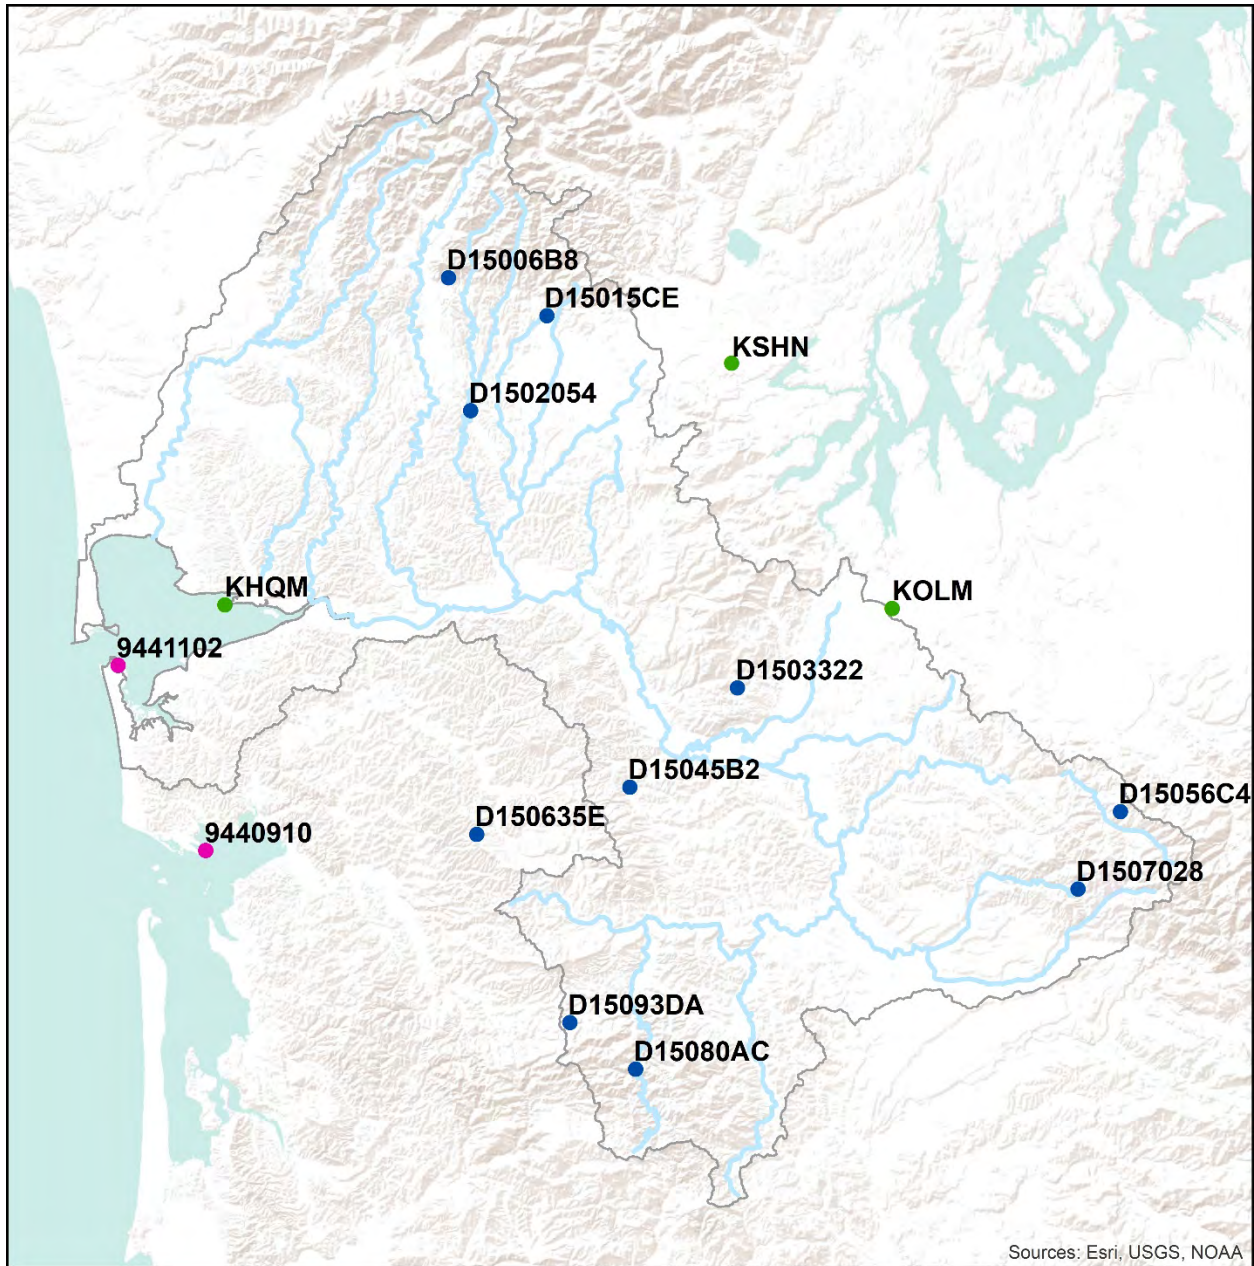 D15006B8
D15015CE
KSHN
D1502054
KHQM
KOLM
9441102
D1503322
D15045B2
D15056C4
D150635E
9440910
D1507028
D15093DA
D15080AC
Sources: Esri, USGS, NOAA